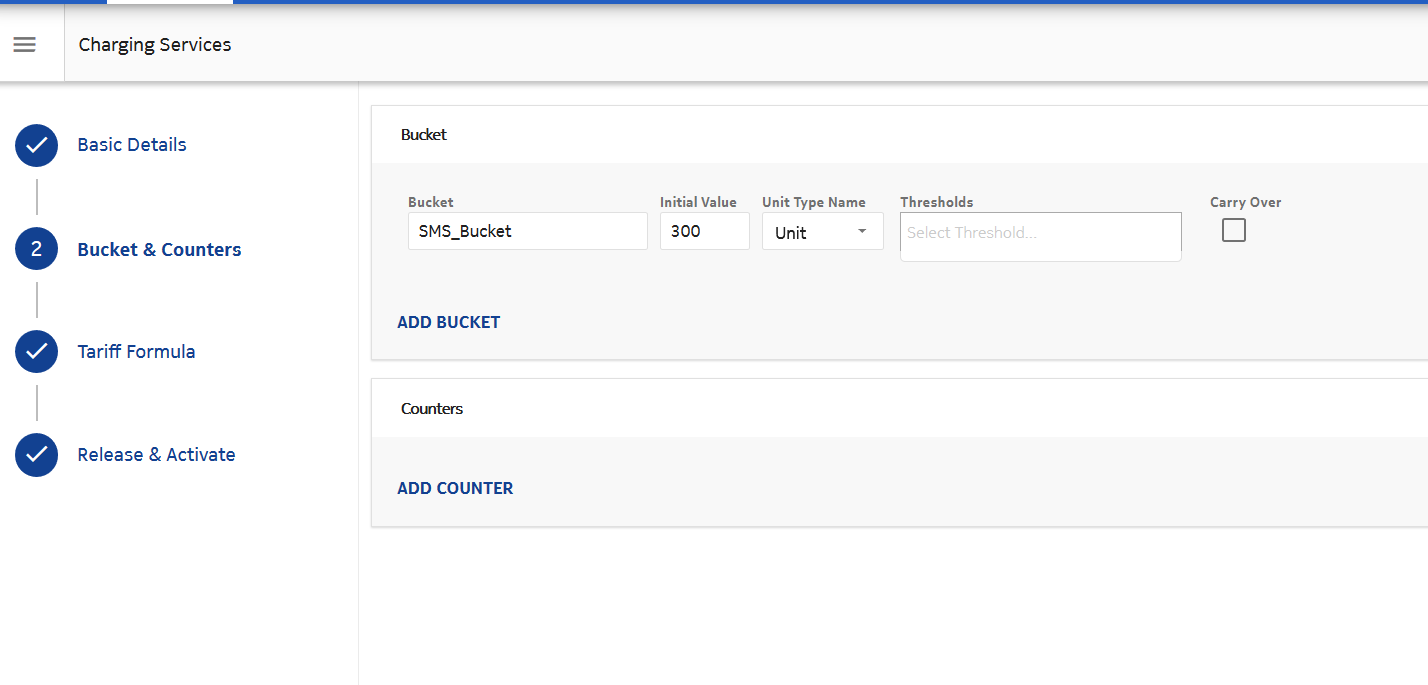 Charging Services
Basic Details
2 Bucket & Counters
Tariff Formula
Release & Activate
Bucket
Bucket Initial Value Unit Type Name Thresholds Carry Over
SMS_Bucket 300 Unit Select Threshold...
ADD BUCKET
Counters
ADD COUNTER